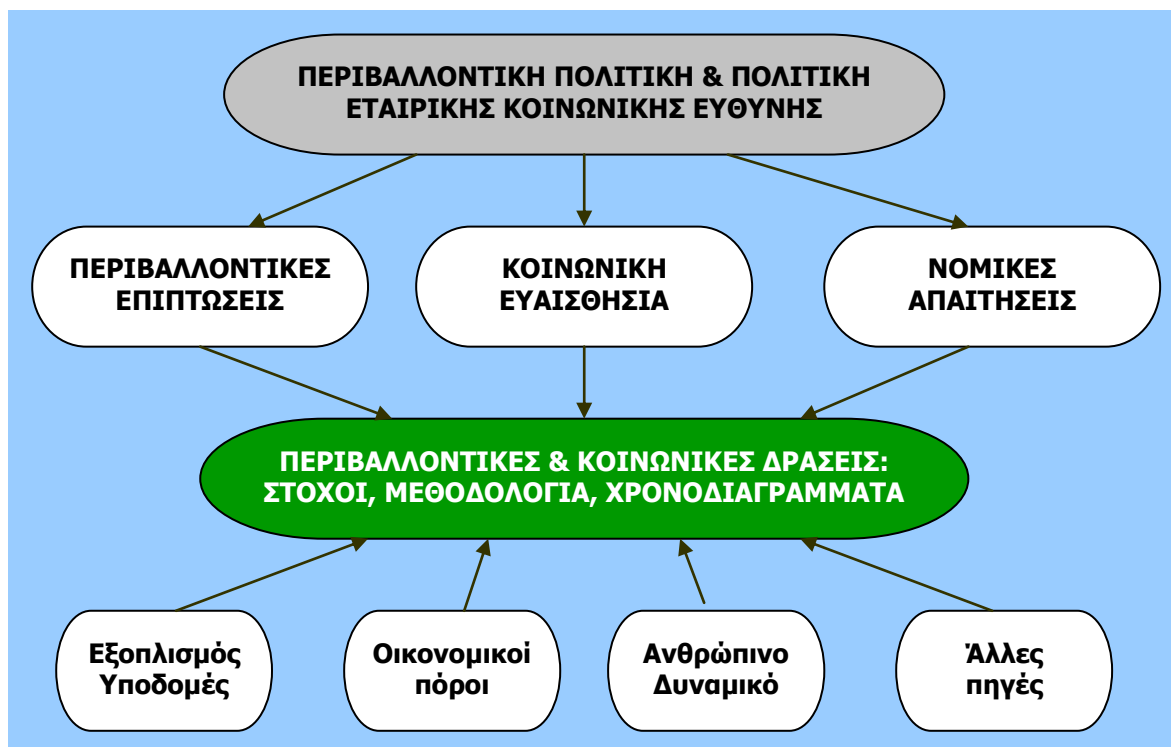 ΠΕΡΙΒΑΛΛΟΝΤΙΚΗ ΠΟΛΙΤΙΚΗ & ΠΟΛΙΤΙΚΗ
ΕΤΑΙΡΙΚΗΣ ΚΟΙΝΩΝΙΚΗΣ ΕΥΘΥΝΗΣ
ΠΕΡΙΒΑΛΛΟΝΤΙΚΕΣ
ΕΠΙΠΤΩΣΕΙΣ
ΚΟΙΝΩΝΙΚΗ
ΕΥΑΙΣΘΗΣΙΑ
ΝΟΜΙΚΕΣ
ΑΠΑΙΤΗΣΕΙΣ
ΠΕΡΙΒΑΛΛΟΝΤΙΚΕΣ & ΚΟΙΝΩΝΙΚΕΣ ΔΡΑΣΕΙΣ:
ΣΤΟΧΟΙ, ΜΕΘΟΔΟΛΟΓΙΑ, ΧΡΟΝΟΔΙΑΓΡΑΜΜΑΤΑ
Εξοπλισμός
Υποδομές
Οικονομικοί
πόροι
Ανθρώπινο
Δυναμικό
Άλλες
πηγές